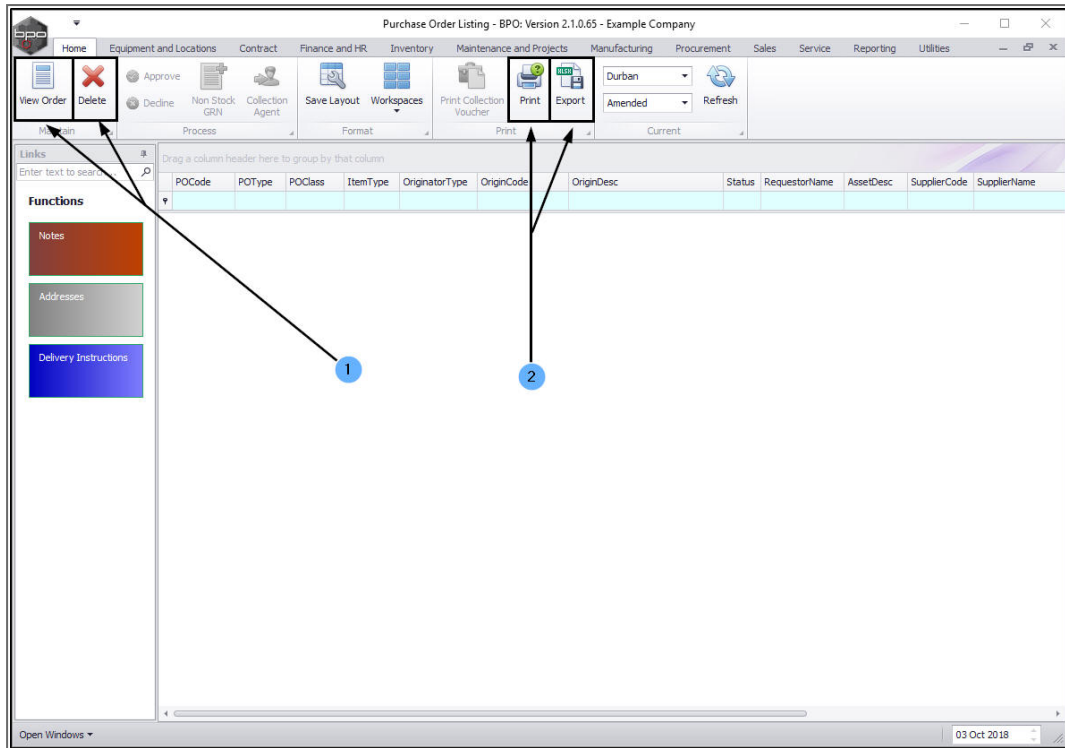 Purchase Order Listing - BPO: Version 2.1.0.65 - Example Company
bpo
Home Equipment and Locations Contract Finance and HR Inventory Maintenance and Projects Manufacturing Procurement Sales Service Reporting Utilities
View Order Delete Approve Decline Non Stock GRN Collection Agent Save Layout Workspaces Print Collection Voucher Print XLSX Export Durban Amended Refresh
Maintain Process Format Print Current
Links
Enter text to search...
Drag a column header here to group by that column
POCode POType POClass ItemType OriginatorType OriginCode OriginDesc Status RequestorName AssetDesc SupplierCode SupplierName
Functions
Notes
Addresses
Delivery Instructions
1
2
Open Windows
03 Oct 2018